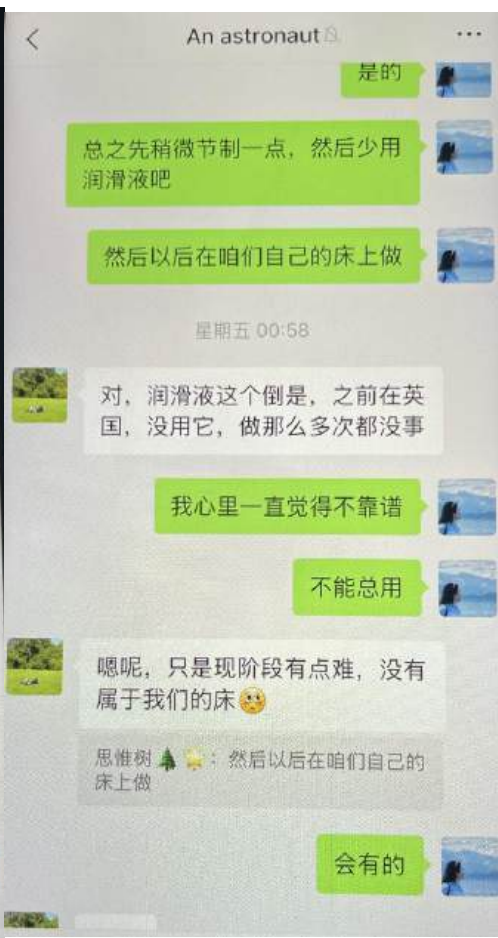 An astronaut
是的
总之先稍微节制一点，然后少用
润滑液吧
然后以后在咱们自己的床上做
星期五 00:58
对，润滑液这个倒是，之前在英
国，没用它，做那么多次都没事
我心里一直觉得不靠谱
不能总用
嗯呢，只是现阶段有点难，没有
属于我们的床🥺
思惟树🌲🌟：然后以后在咱们自己的
床上做
会有的